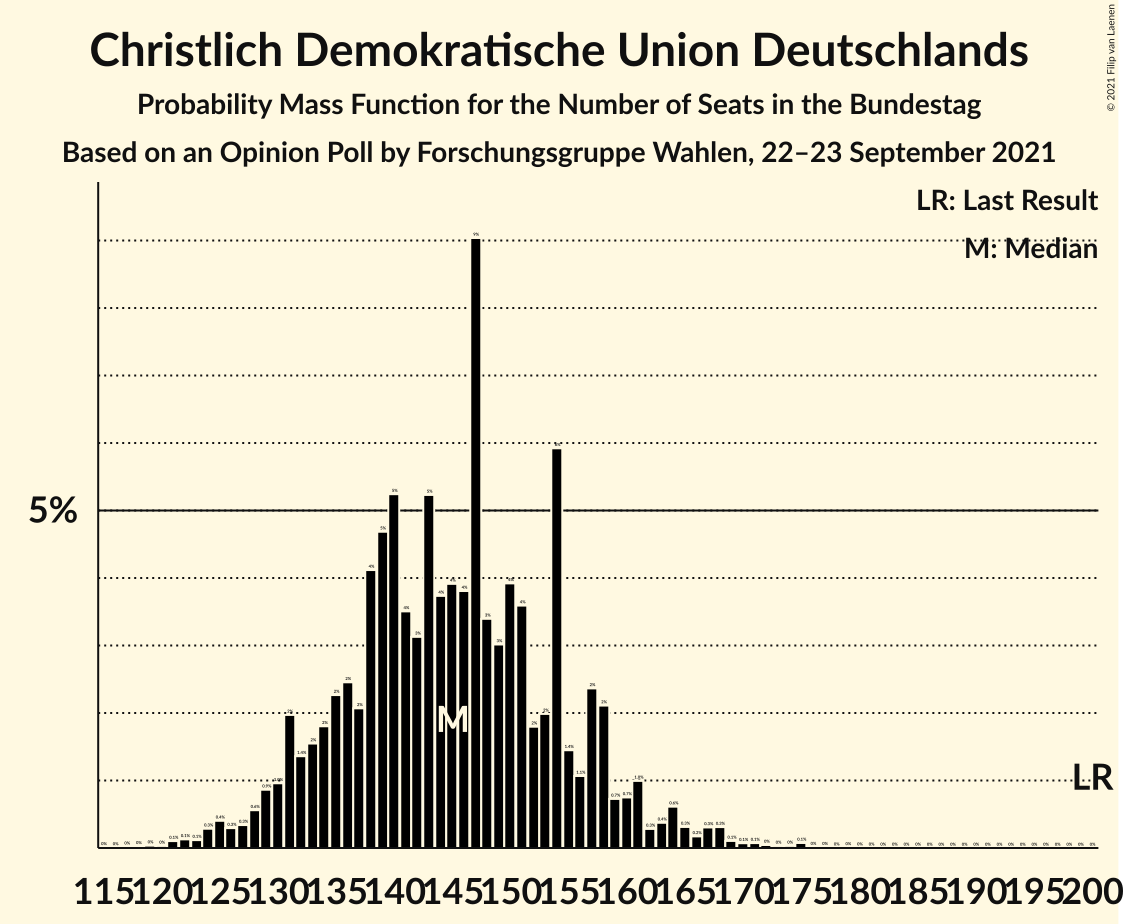 Christlich Demokratische Union Deutschlands
Probability Mass Function for the Number of Seats in the Bundestag
Based on an Opinion Poll by Forschungsgruppe Wahlen, 22–23 September 2021
© 2021 Filip van Laenen
LR: Last Result
M: Median
5%
M
LR
115 120 125 130 135 140 145 150 155 160 165 170 175 180 185 190 195 200